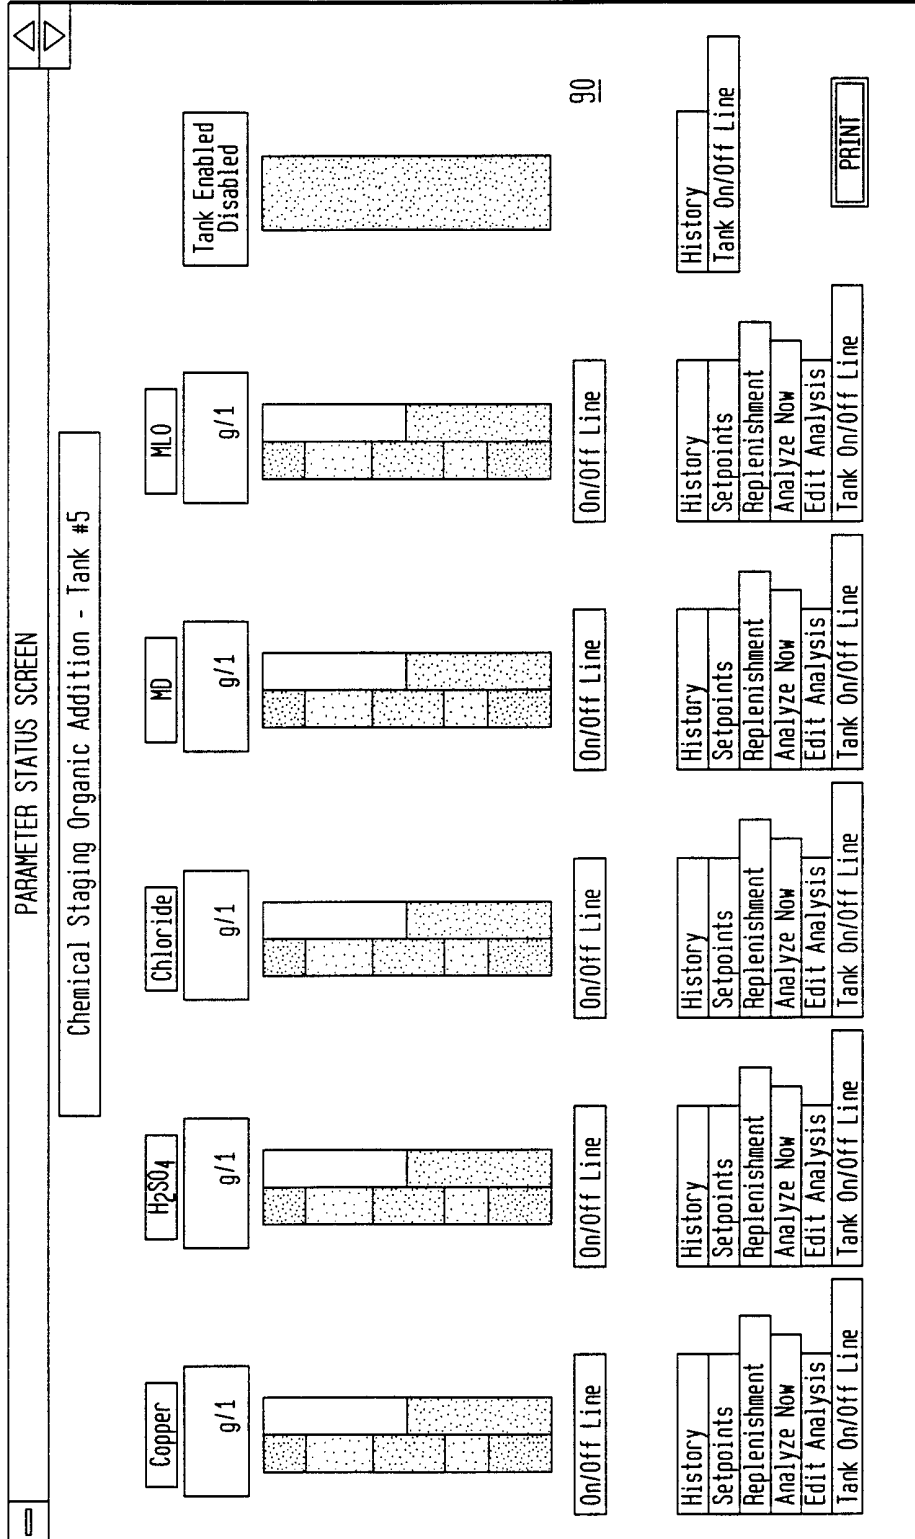 PARAMETER STATUS SCREEN
Chemical Staging Organic Addition - Tank #5
Copper
H₂SO₄
Chloride
MD
MLO
Tank Enabled
Disabled
g/l
g/l
g/l
g/l
g/l
On/Off Line
On/Off Line
On/Off Line
On/Off Line
On/Off Line
90
History
Setpoints
Replenishment
Analyze Now
Edit Analysis
Tank On/Off Line
History
Setpoints
Replenishment
Analyze Now
Edit Analysis
Tank On/Off Line
History
Setpoints
Replenishment
Analyze Now
Edit Analysis
Tank On/Off Line
History
Setpoints
Replenishment
Analyze Now
Edit Analysis
Tank On/Off Line
History
Setpoints
Replenishment
Analyze Now
Edit Analysis
Tank On/Off Line
History
Tank On/Off Line
PRINT